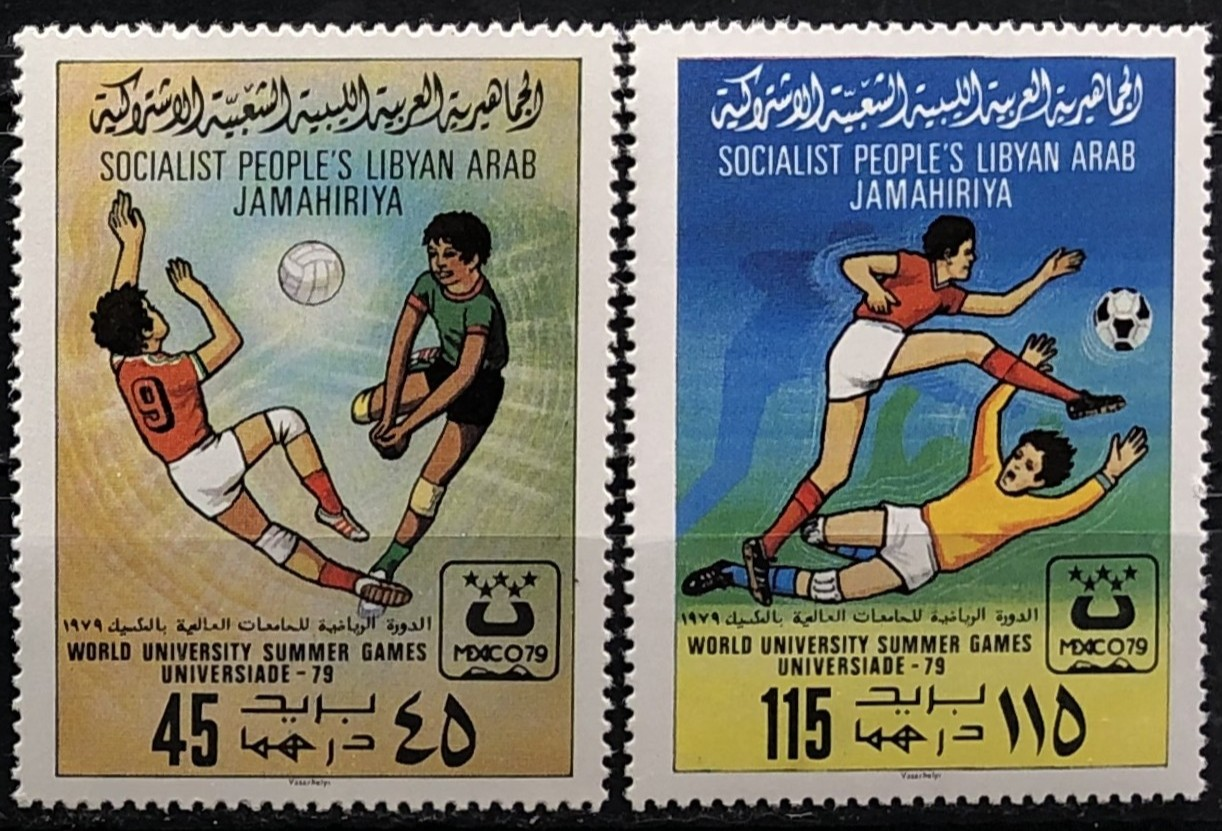 الجماهيرية العربية الليبية الشعبية الاشتراكية
SOCIALIST PEOPLE'S LIBYAN ARAB
JAMAHIRIYA
9
الدورة الرياضية للجامعات العالمية بالمكسيك ١٩٧٩
WORLD UNIVERSITY SUMMER GAMES
UNIVERSIADE - 79
MEXICO79
45 بريد ٤٥
درهما
الجماهيرية العربية الليبية الشعبية الاشتراكية
SOCIALIST PEOPLE'S LIBYAN ARAB
JAMAHIRIYA
الدورة الرياضية للجامعات العالمية بالمكسيك ١٩٧٩
WORLD UNIVERSITY SUMMER GAMES
UNIVERSIADE - 79
MEXICO79
115 بريد ١١٥
درهما